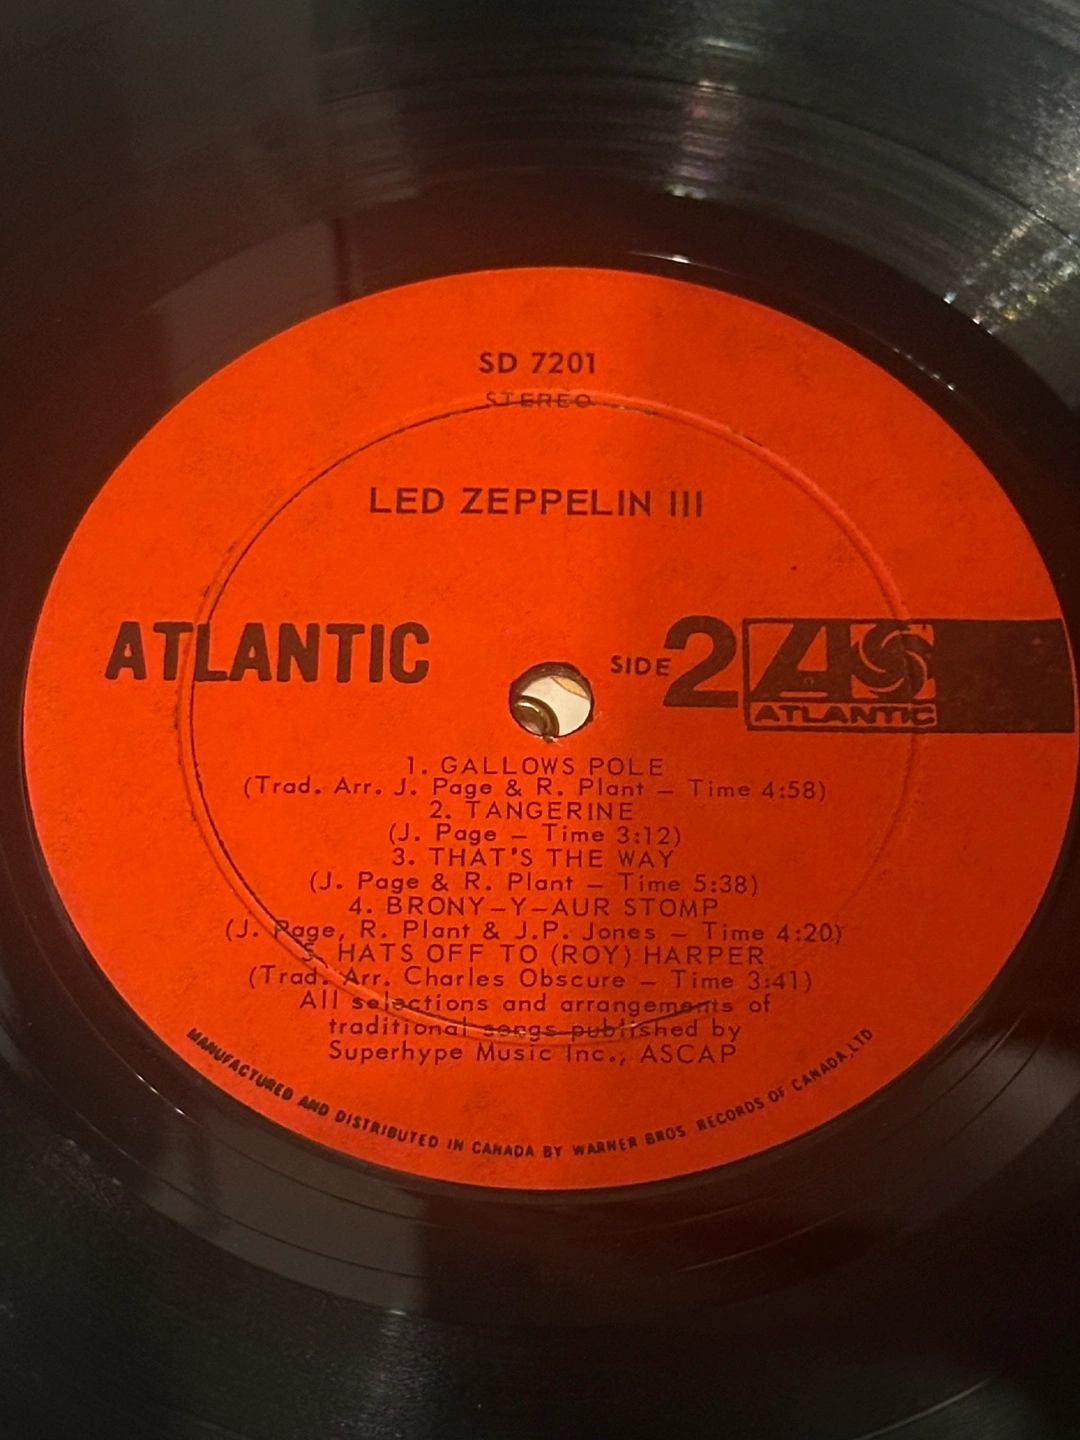 SD 7201
STEREO
LED ZEPPELIN III
ATLANTIC
SIDE 2
ATLANTIC
1. GALLOWS POLE
(Trad. Arr. J. Page & R. Plant – Time 4:58)
2. TANGERINE
(J. Page – Time 3:12)
3. THAT'S THE WAY
(J. Page & R. Plant – Time 5:38)
4. BRONY–Y–AUR STOMP
(J. Page, R. Plant & J.P. Jones – Time 4:20)
5. HATS OFF TO (ROY) HARPER
(Trad. Arr. Charles Obscure – Time 3:41)
All selections and arrangements of
traditional songs published by
Superhype Music Inc., ASCAP
MANUFACTURED AND DISTRIBUTED IN CANADA BY WARNER BROS RECORDS OF CANADA, LTD